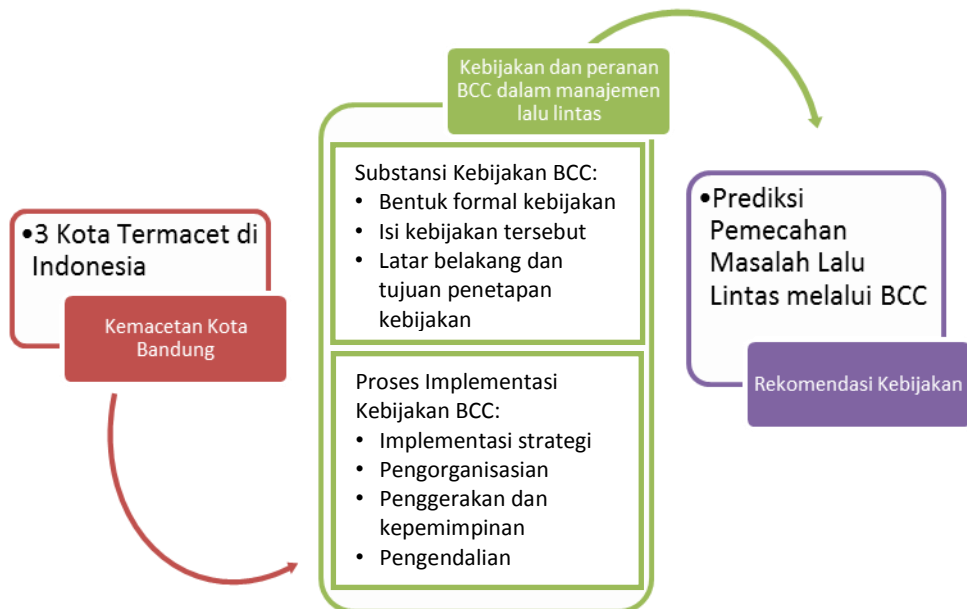 •3 Kota Termacet di
Indonesia
Kemacetan Kota
Bandung
Kebijakan dan peranan
BCC dalam manajemen
lalu lintas
Substansi Kebijakan BCC:
• Bentuk formal kebijakan
• Isi kebijakan tersebut
• Latar belakang dan
tujuan penetapan
kebijakan
Proses Implementasi
Kebijakan BCC:
• Implementasi strategi
• Pengorganisasian
• Penggerakan dan
kepemimpinan
• Pengendalian
•Prediksi
Pemecahan
Masalah Lalu
Lintas melalui BCC
Rekomendasi Kebijakan